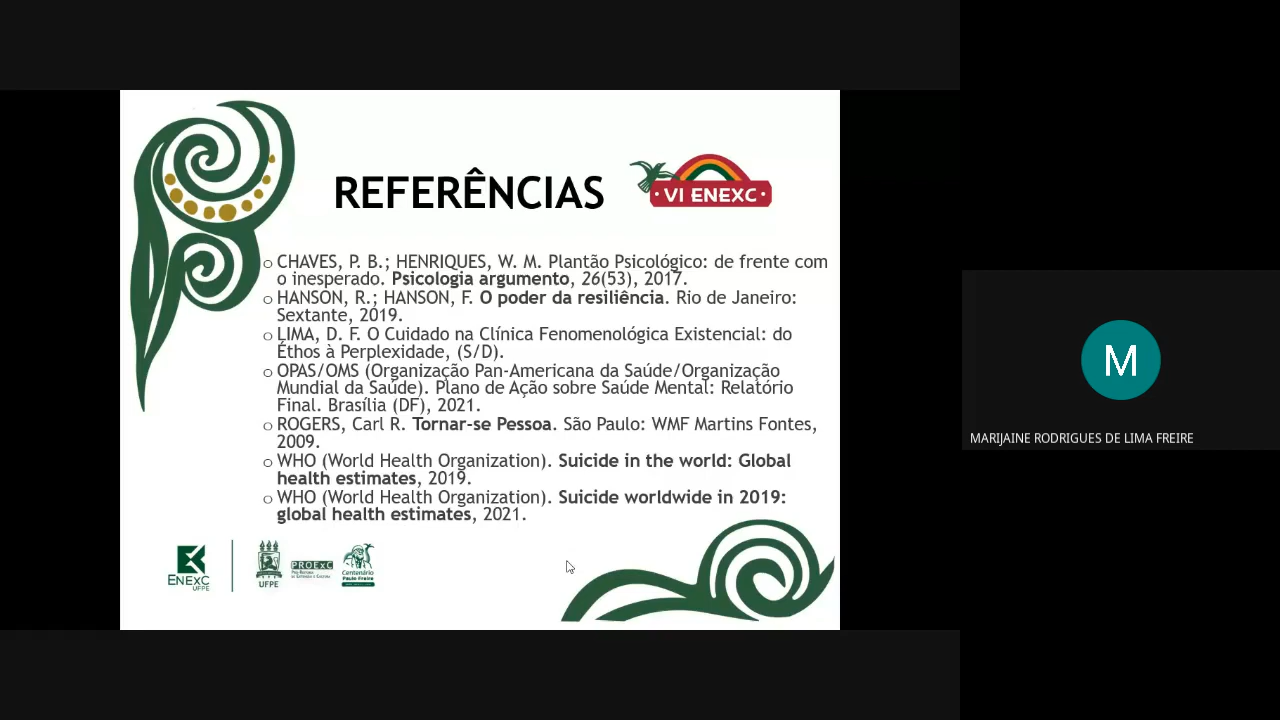 REFERÊNCIAS
· VI ENEXC ·
o CHAVES, P. B.; HENRIQUES, W. M. Plantão Psicológico: de frente com
o inesperado. Psicologia argumento, 26(53), 2017.
o HANSON, R.; HANSON, F. O poder da resiliência. Rio de Janeiro:
Sextante, 2019.
o LIMA, D. F. O Cuidado na Clínica Fenomenológica Existencial: do
Éthos à Perplexidade, (S/D).
o OPAS/OMS (Organização Pan-Americana da Saúde/Organização
Mundial da Saúde). Plano de Ação sobre Saúde Mental: Relatório
Final. Brasília (DF), 2021.
o ROGERS, Carl R. Tornar-se Pessoa. São Paulo: WMF Martins Fontes,
2009.
o WHO (World Health Organization). Suicide in the world: Global
health estimates, 2019.
o WHO (World Health Organization). Suicide worldwide in 2019:
global health estimates, 2021.
ENEXC
UFPE
UFPE
PROEXC
Centenário
Paulo Freire
M
MARIJAINE RODRIGUES DE LIMA FREIRE